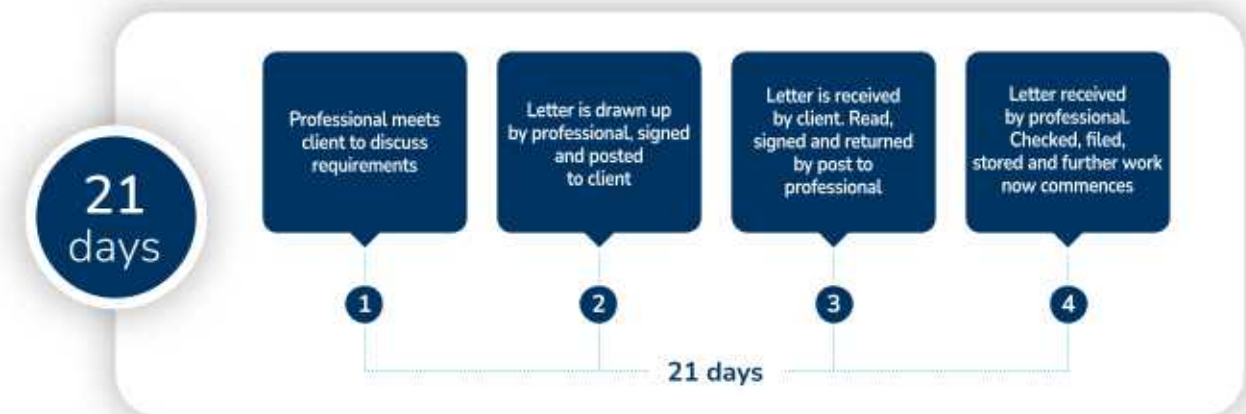 21
days
Professional meets
client to discuss
requirements
Letter is drawn up
by professional, signed
and posted
to client
Letter is received
by client. Read,
signed and returned
by post to
professional
Letter received
by professional.
Checked, filed,
stored and further work
now commences
1
2
3
4
21 days